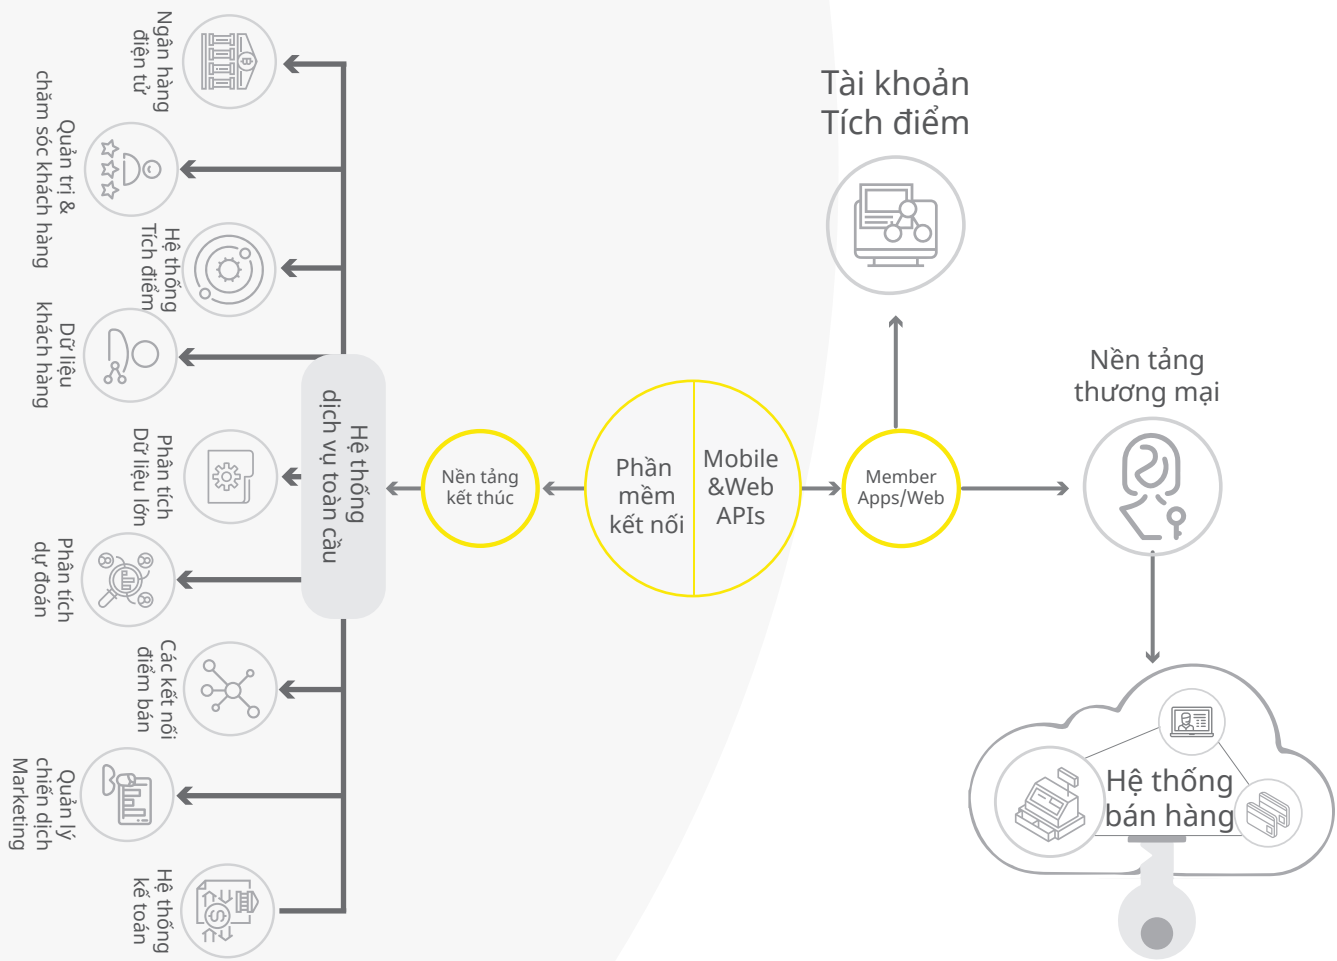 Ngân hàng
điện tử
Quản trị &
chăm sóc khách hàng
Hệ thống
Tích điểm
Dữ liệu
khách hàng
Phân tích
Dữ liệu lớn
Phân tích
dự đoán
Các kết nối
điểm bán
Quản lý
chiến dịch
Marketing
Hệ thống
kế toán
Hệ thống
dịch vụ toàn cầu
Nền tảng
kết thúc
Phần
mềm
kết nối
Mobile
&Web
APIs
Member
Apps/Web
Tài khoản
Tích điểm
Nền tảng
thương mại
Hệ thống
bán hàng